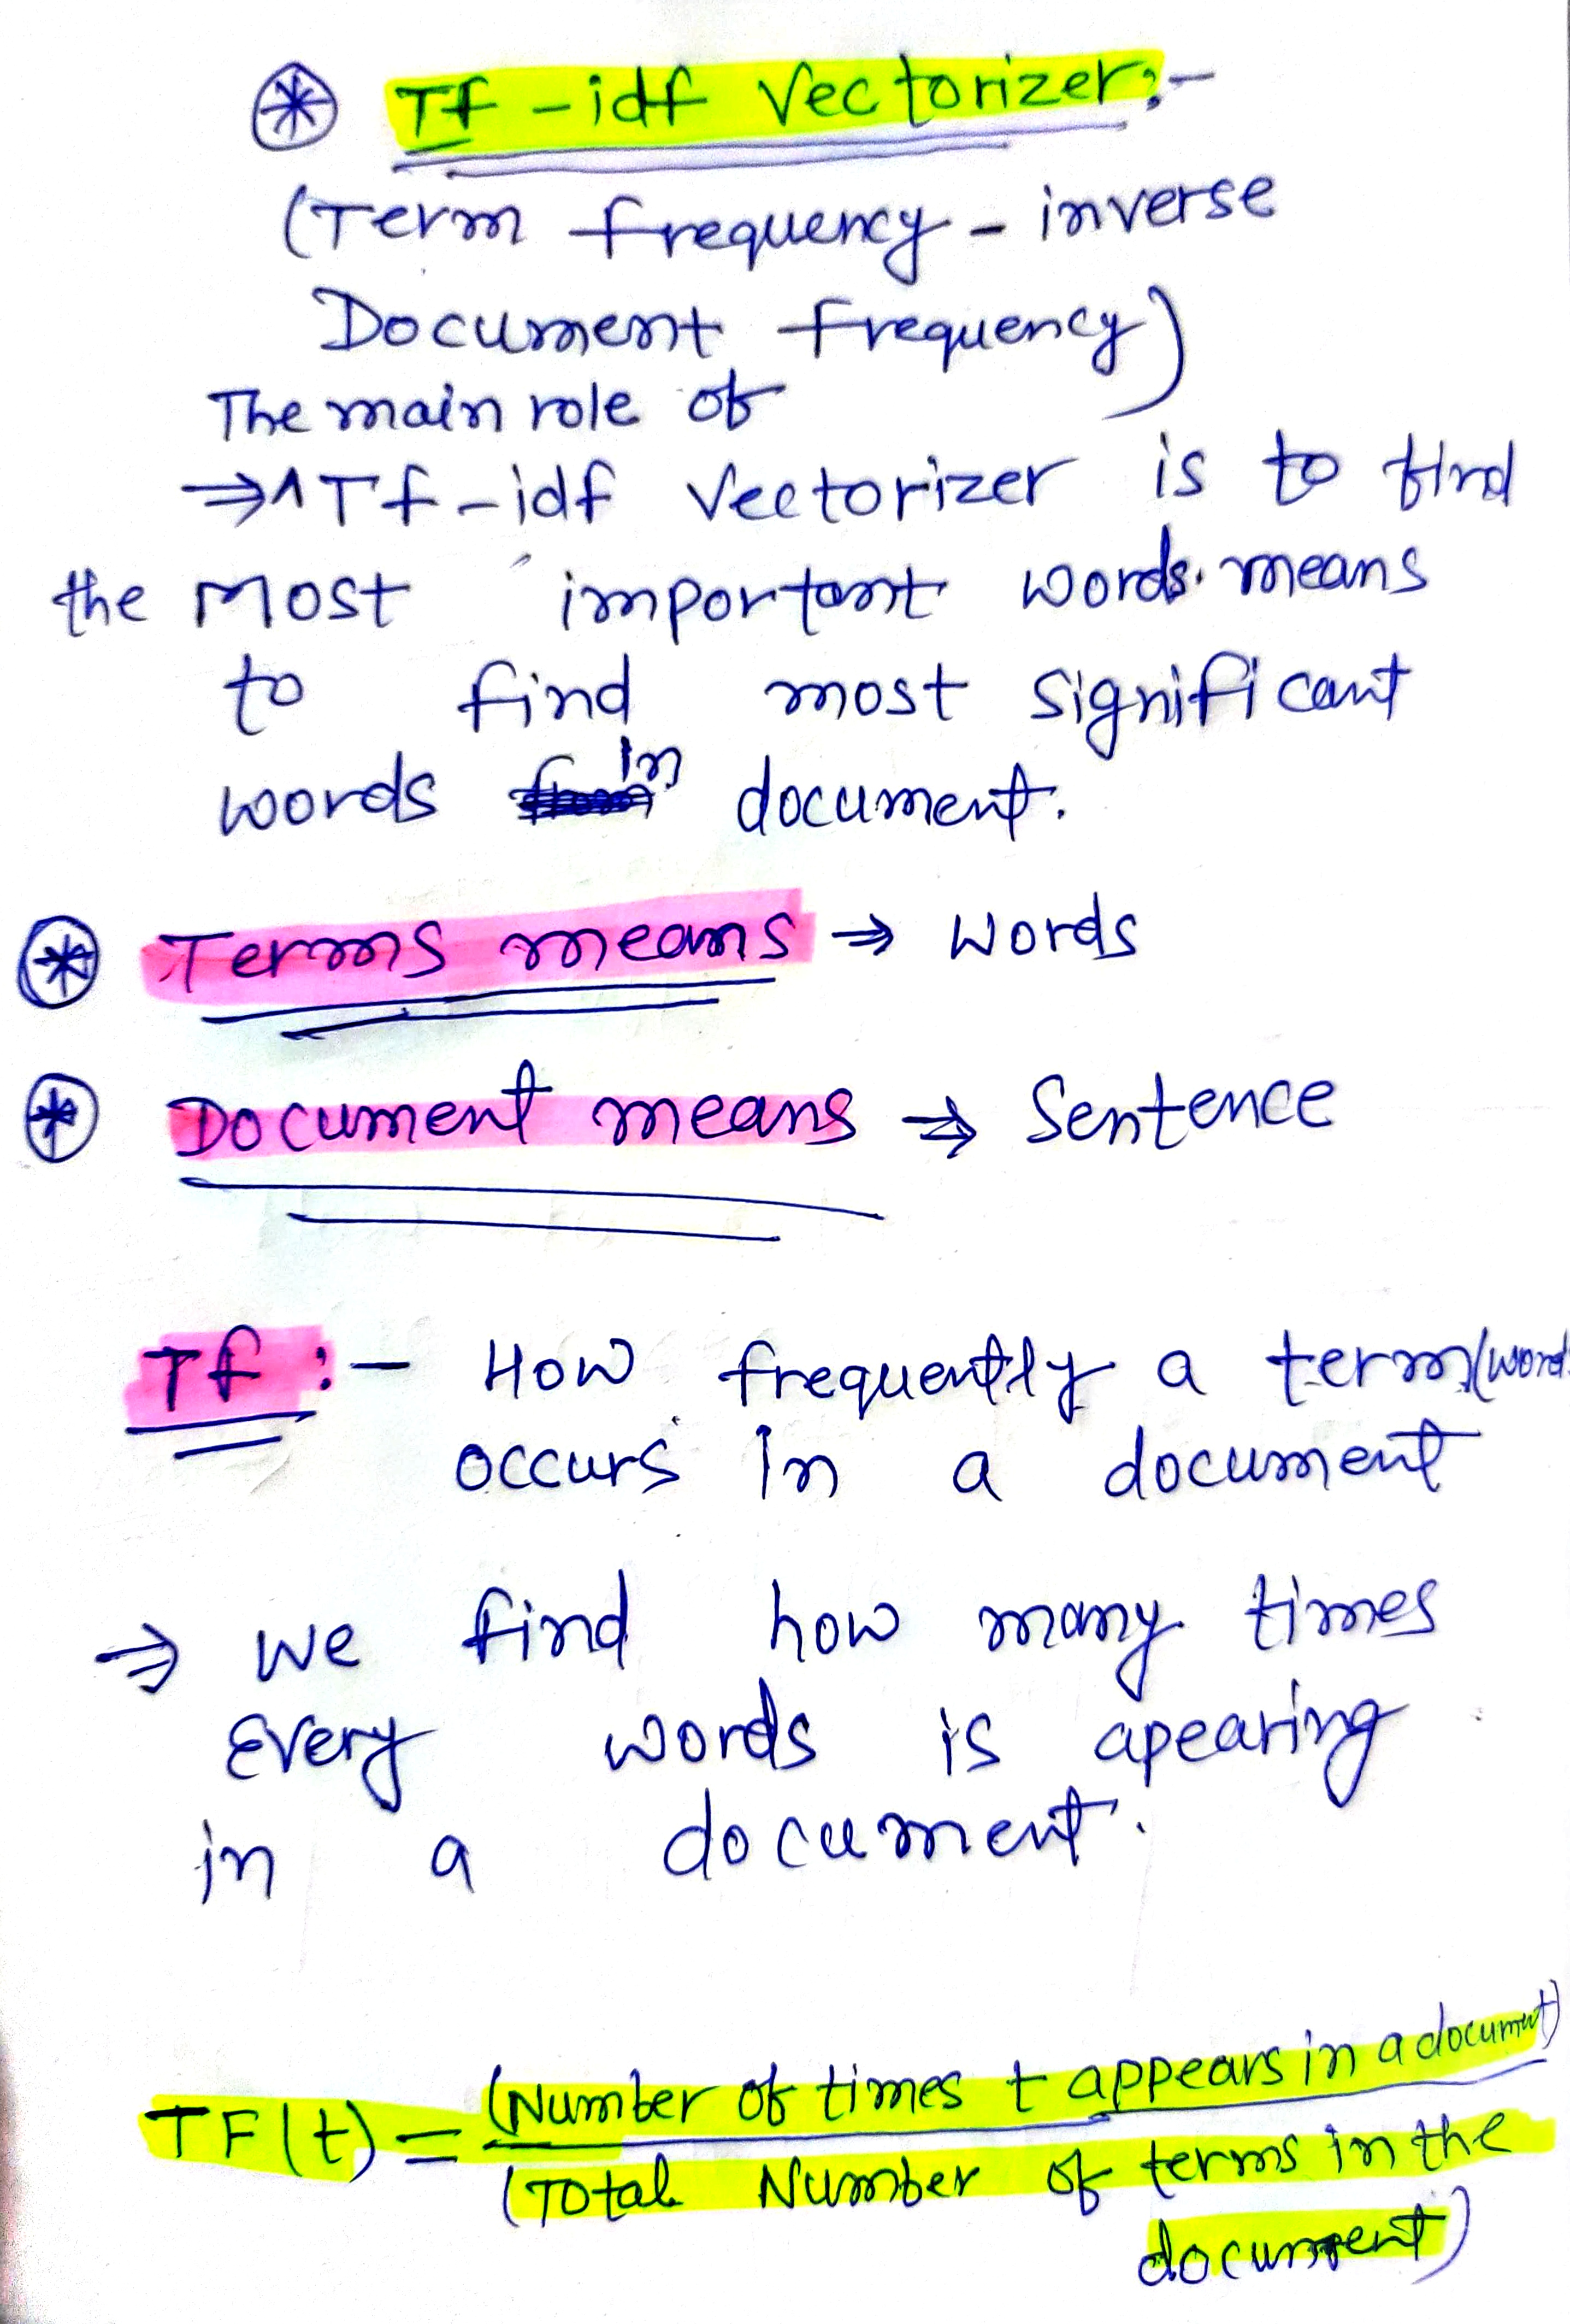 Tf-idf Vectorizer:-
(Term frequency - inverse
Document frequency)
The main role of
⇒ ^ Tf-idf Vectorizer is to find
the Most important words. means
to find most significant
words in document.
Terms means ⇒ words
Document means ⇒ Sentence
Tf:- How frequently a term(word
occurs in a document
⇒ we find how many times
Every words is apearing
in a document.
TF(t) = (Number of times t appears in a document)
(Total Number of terms in the
document)